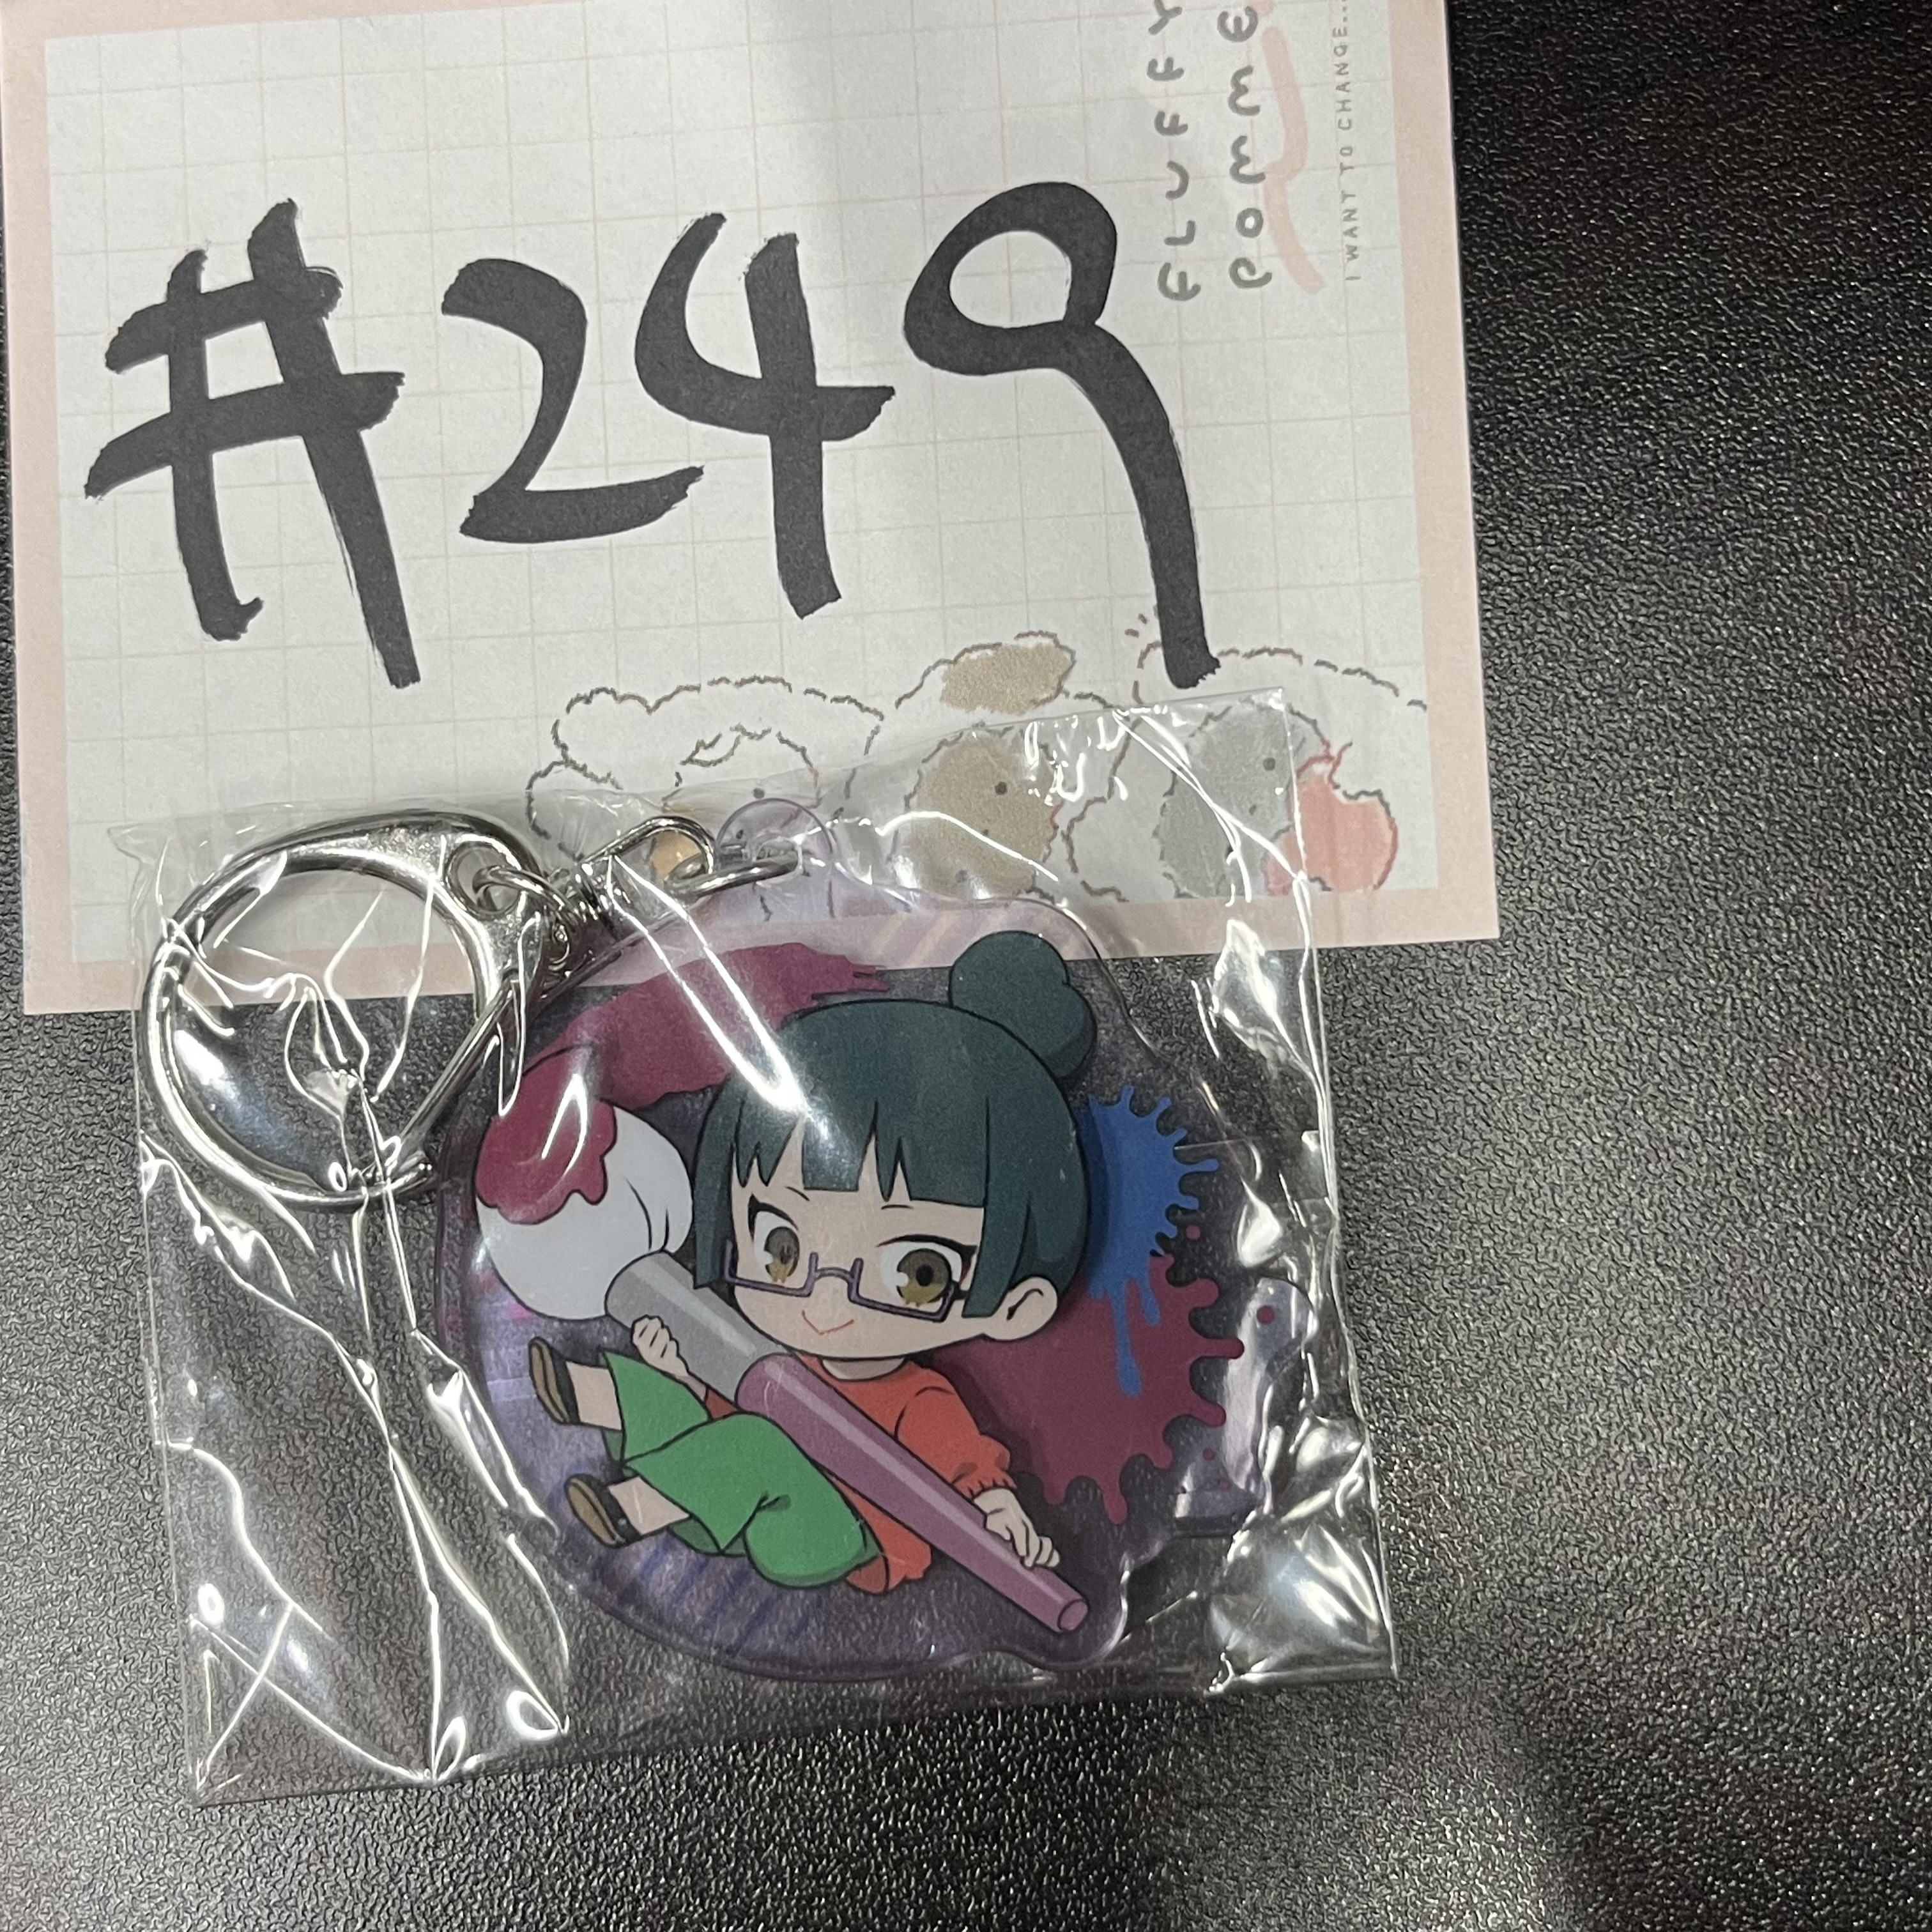 #249
FLUFFY
POMME
I WANT TO CHANGE...